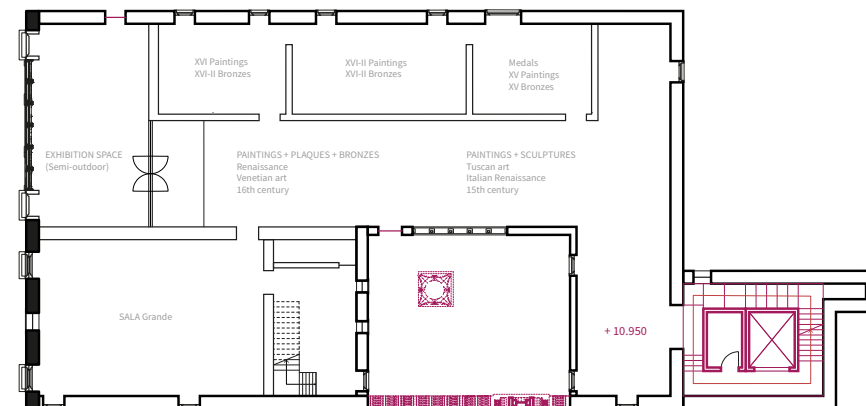 XVI Paintings
XVI-II Bronzes
XVI-II Paintings
XVI-II Bronzes
Medals
XV Paintings
XV Bronzes
EXHIBITION SPACE
(Semi-outdoor)
PAINTINGS + PLAQUES + BRONZES
Renaissance
Venetian art
16th century
PAINTINGS + SCULPTURES
Tuscan art
Italian Renaissance
15th century
SALA Grande
+ 10.950